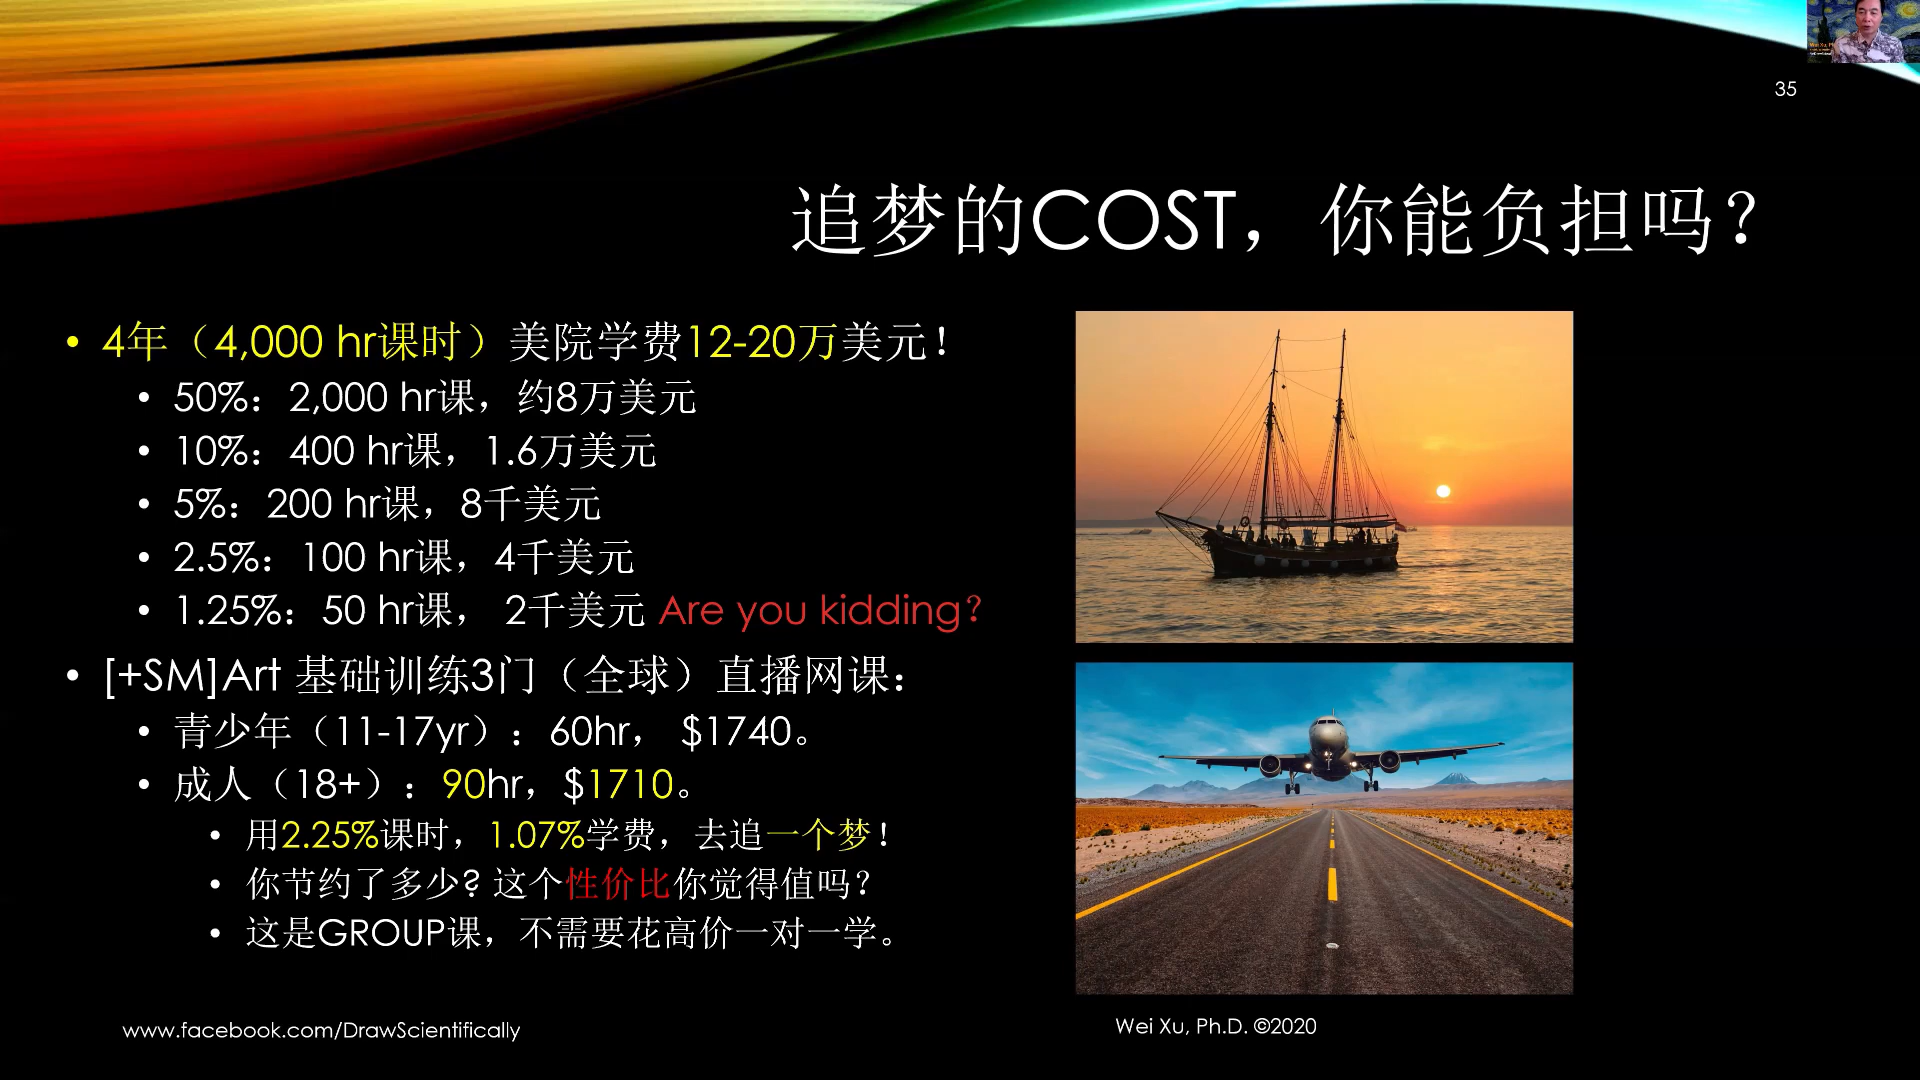 35
追梦的COST，你能负担吗？
• 4年（4,000 hr课时）美院学费12-20万美元！
• 50%：2,000 hr课，约8万美元
• 10%：400 hr课，1.6万美元
• 5%：200 hr课，8千美元
• 2.5%：100 hr课，4千美元
• 1.25%：50 hr课， 2千美元 Are you kidding？
• [+SM]Art 基础训练3门（全球）直播网课：
• 青少年（11-17yr）：60hr， $1740。
• 成人（18+）：90hr，$1710。
• 用2.25%课时，1.07%学费，去追一个梦！
• 你节约了多少? 这个性价比你觉得值吗？
• 这是GROUP课，不需要花高价一对一学。
www.facebook.com/DrawScientifically
Wei Xu, Ph.D. ©2020